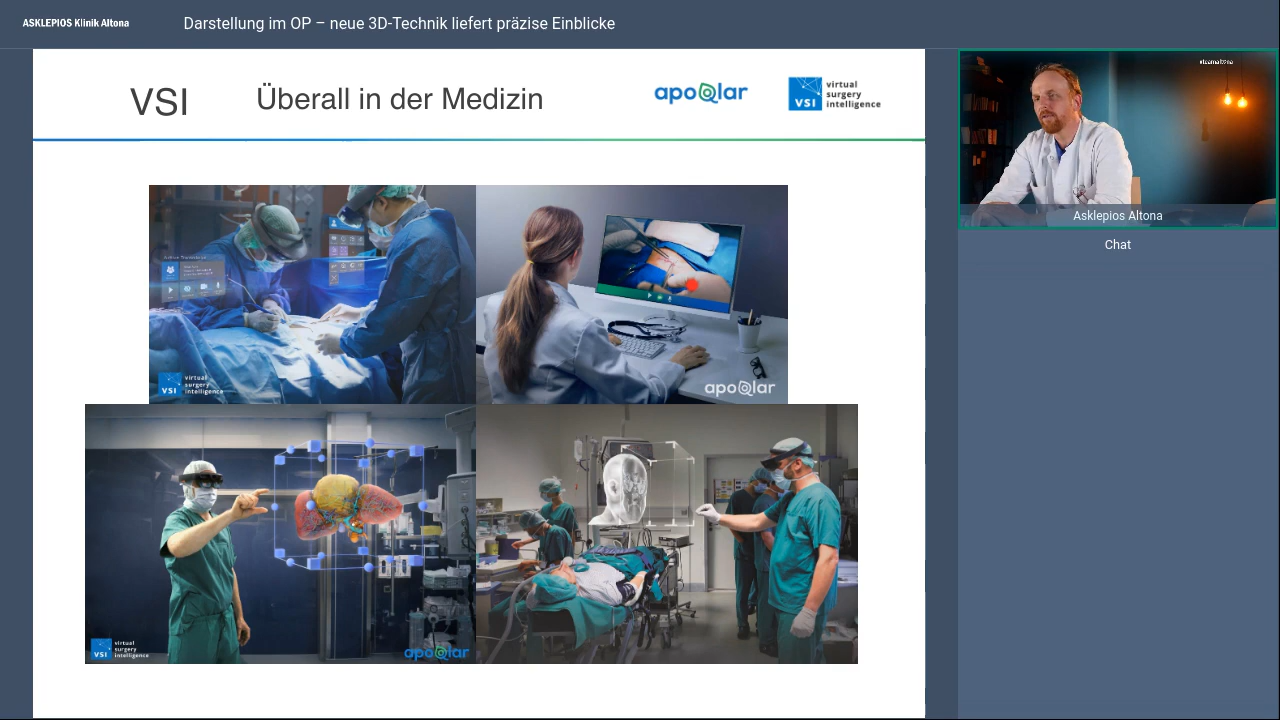 ASKLEPIOS Klinik Altona
Darstellung im OP – neue 3D-Technik liefert präzise Einblicke
VSI
Überall in der Medizin
apoQlar
VSI
virtual
surgery
intelligence
#teamaltona
Asklepios Altona
Chat
VSI
virtual
surgery
intelligence
apoQlar
VSI
virtual
surgery
intelligence
apoQlar